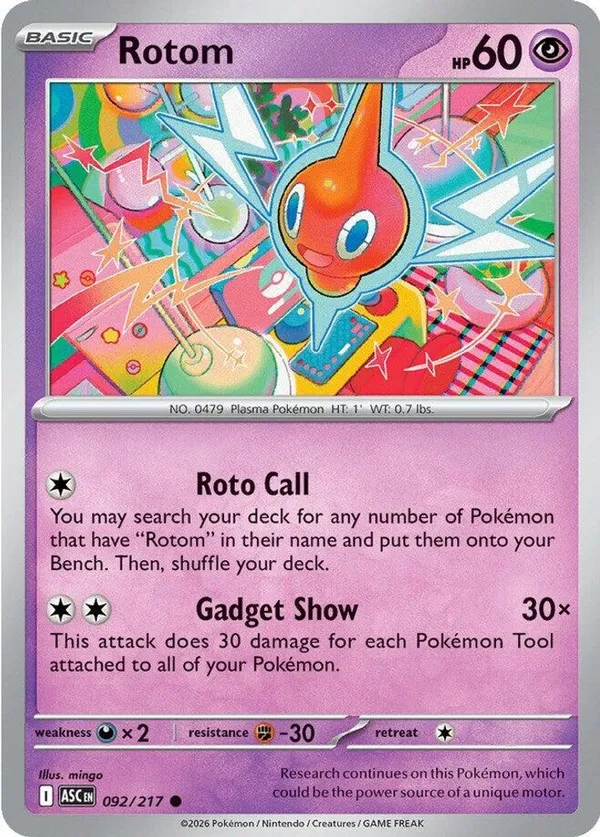 BASIC Rotom HP 60
NO. 0479 Plasma Pokémon HT: 1' WT: 0.7 lbs.
Roto Call
You may search your deck for any number of Pokémon
that have “Rotom” in their name and put them onto your
Bench. Then, shuffle your deck.
Gadget Show 30×
This attack does 30 damage for each Pokémon Tool
attached to all of your Pokémon.
weakness ×2 resistance -30 retreat
Illus. mingo
Research continues on this Pokémon, which
could be the power source of a unique motor.
I ASC EN 092/217
©2026 Pokémon / Nintendo / Creatures / GAME FREAK